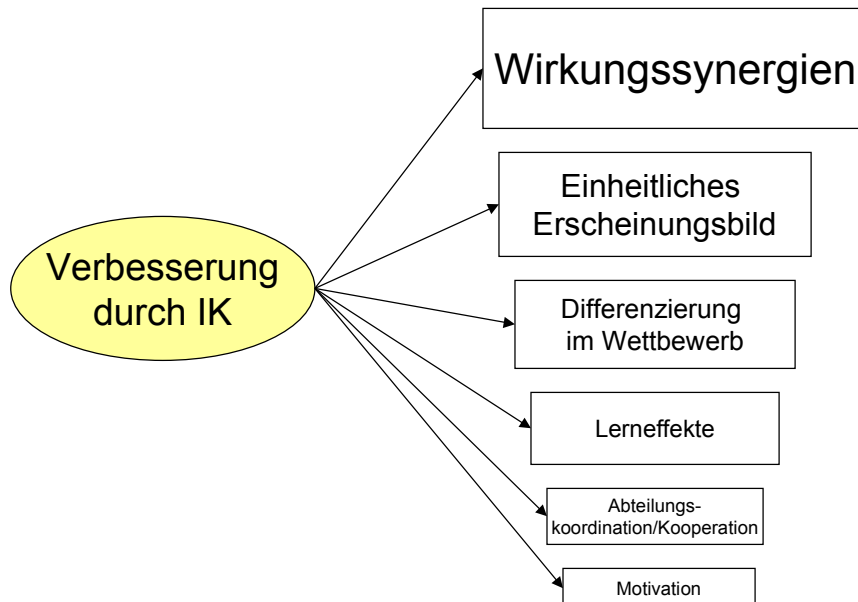 Wirkungssynergien
Einheitliches
Erscheinungsbild
Verbesserung
durch IK
Differenzierung
im Wettbewerb
Lerneffekte
Abteilungs-
koordination/Kooperation
Motivation